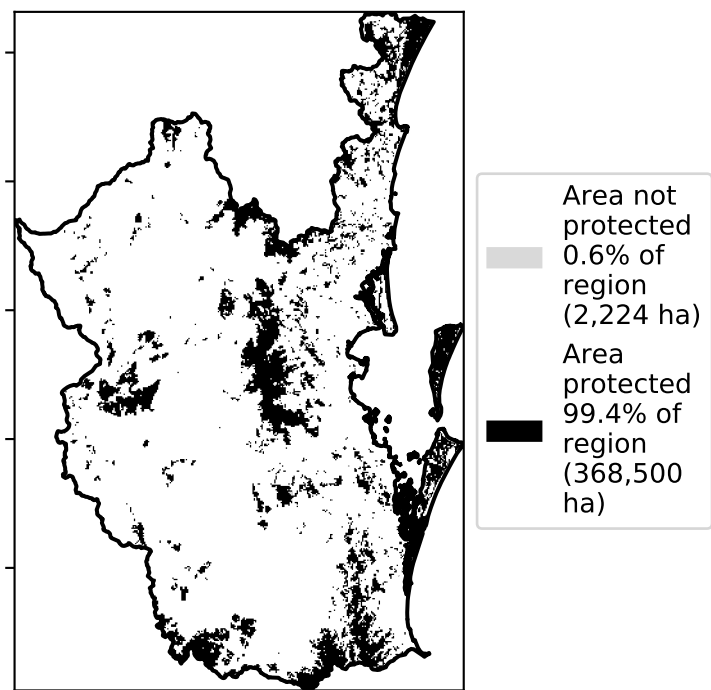 Area not
protected
0.6% of
region
(2,224 ha)
Area
protected
99.4% of
region
(368,500
ha)